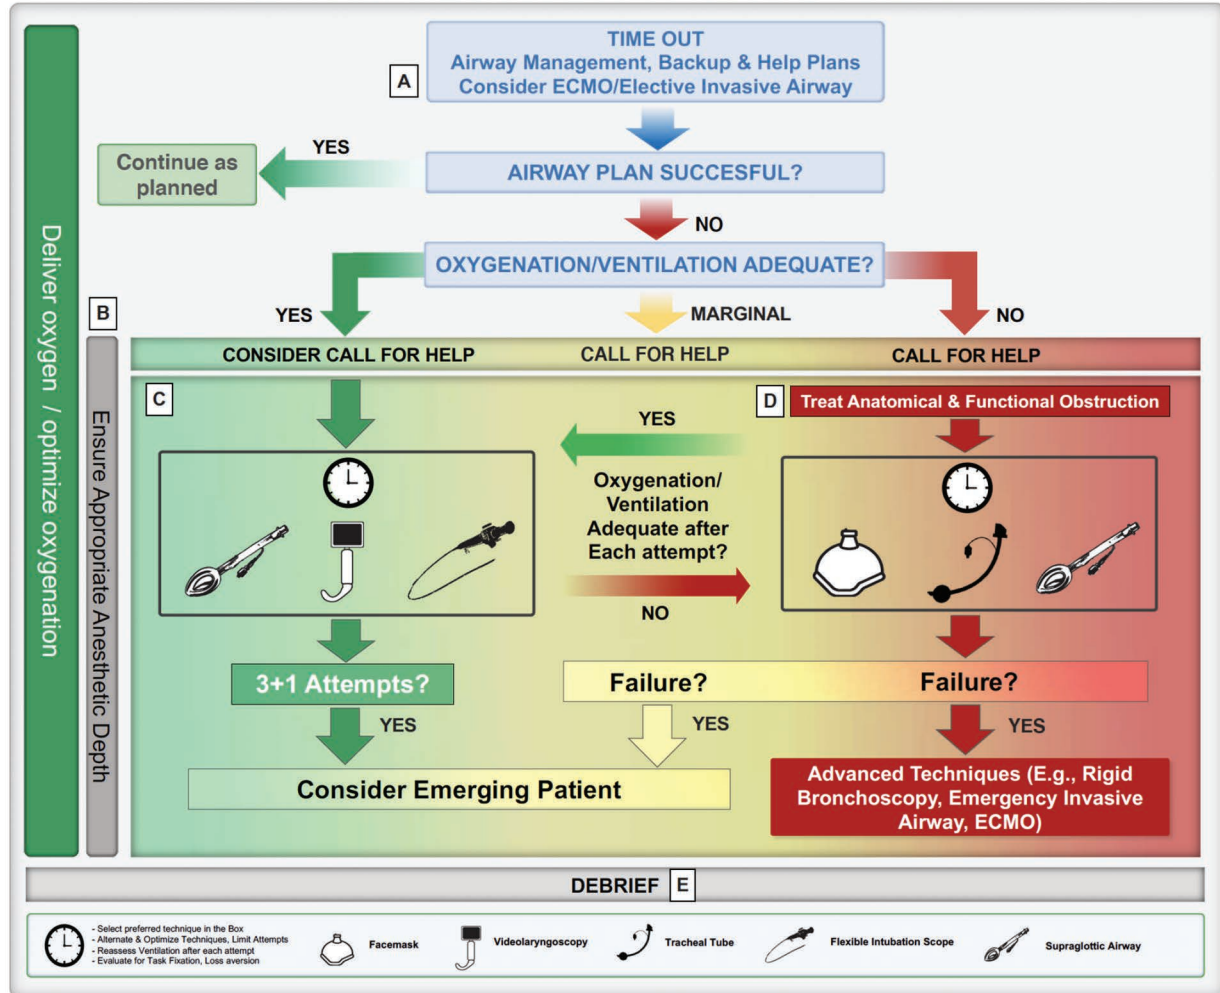 TIME OUT
Airway Management, Backup & Help Plans
Consider ECMO/Elective Invasive Airway
A
YES
Continue as
planned
AIRWAY PLAN SUCCESFUL?
NO
OXYGENATION/VENTILATION ADEQUATE?
B
YES
MARGINAL
NO
Deliver oxygen / optimize oxygenation
Ensure Appropriate Anesthetic Depth
CONSIDER CALL FOR HELP
CALL FOR HELP
CALL FOR HELP
C
D
Treat Anatomical & Functional Obstruction
YES
Oxygenation/
Ventilation
Adequate after
Each attempt?
NO
3+1 Attempts?
Failure?
Failure?
YES
YES
YES
Consider Emerging Patient
Advanced Techniques (E.g., Rigid
Bronchoscopy, Emergency Invasive
Airway, ECMO)
DEBRIEF
E
- Select preferred technique in the Box
- Alternate & Optimize Techniques, Limit Attempts
- Reassess Ventilation after each attempt
- Evaluate for Task Fixation, Loss aversion
Facemask
Videolaryngoscopy
Tracheal Tube
Flexible Intubation Scope
Supraglottic Airway